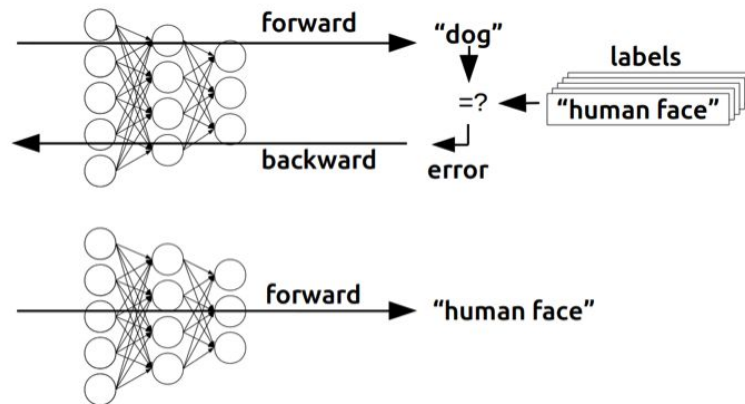 forward
“dog”
labels
=?
“human face”
backward
error
forward
“human face”